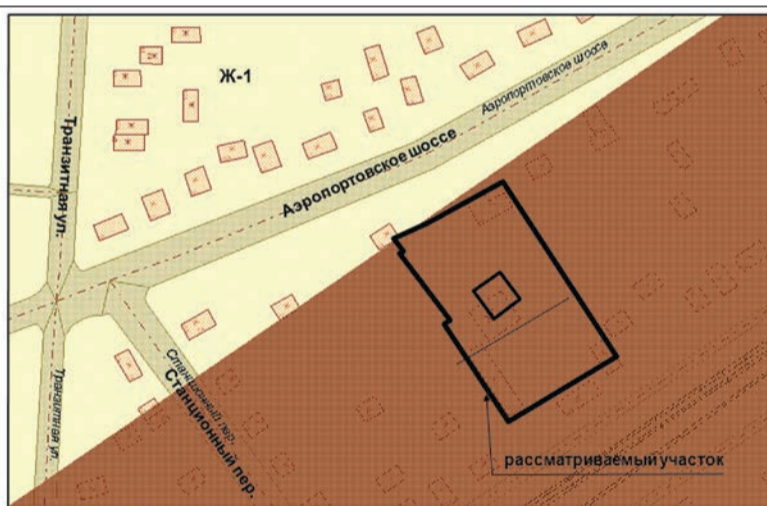 Ж-1
Транзитная ул.
Аэропортовское шоссе
Аэропортовское шоссе
Транзитная ул.
Станционный пер.
Станционный пер.
рассматриваемый участок